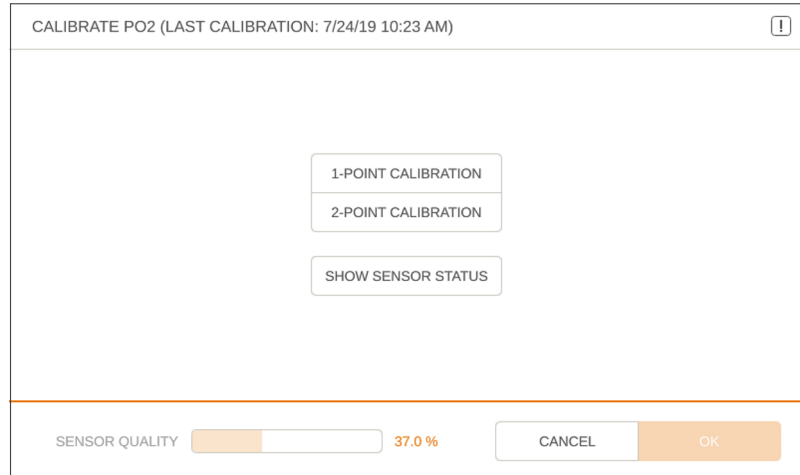 CALIBRATE PO2 (LAST CALIBRATION: 7/24/19 10:23 AM)
!
1-POINT CALIBRATION
2-POINT CALIBRATION
SHOW SENSOR STATUS
SENSOR QUALITY 37.0 % CANCEL OK